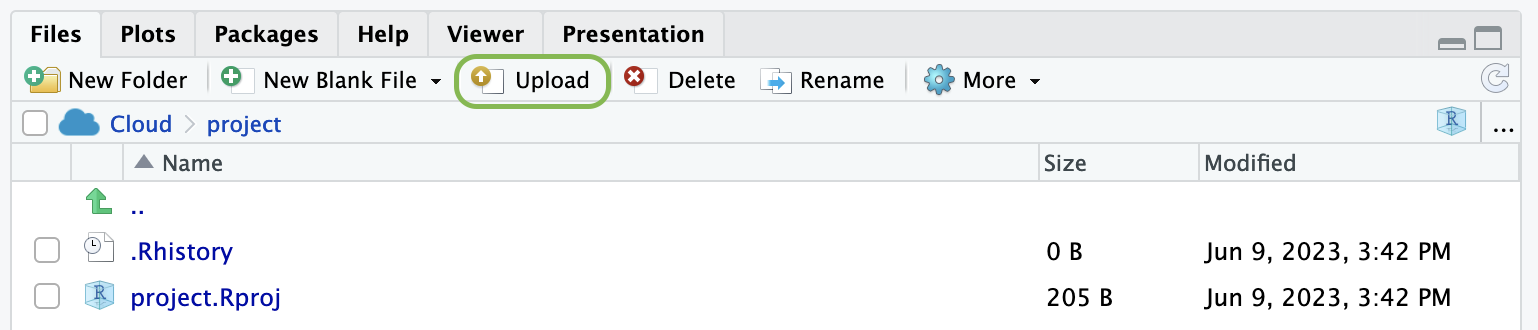 Files Plots Packages Help Viewer Presentation
New Folder New Blank File Upload Delete Rename More
Cloud > project R ...
Name Size Modified
..
.Rhistory 0 B Jun 9, 2023, 3:42 PM
R project.Rproj 205 B Jun 9, 2023, 3:42 PM